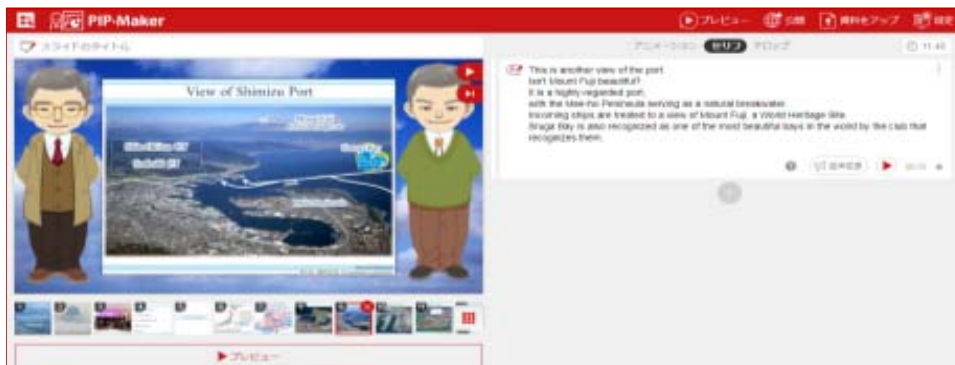 PIP-Maker
プレビュー
公開
資料をアップ
設定
スライドのタイトル
アニメーション
セリフ
テロップ
View of Shimizu Port
This is another view of the port.
Isn't Mount Fuji beautiful?
It is a highly-regarded port,
with the Mee-ho Peninsula serving as a natural breakwater.
Incoming ships are treated to a view of Mount Fuji, a World Heritage Site.
Sruga Bay is also recognized as one of the most beautiful bays in the world by the club that
recognizes them.
プレビュー